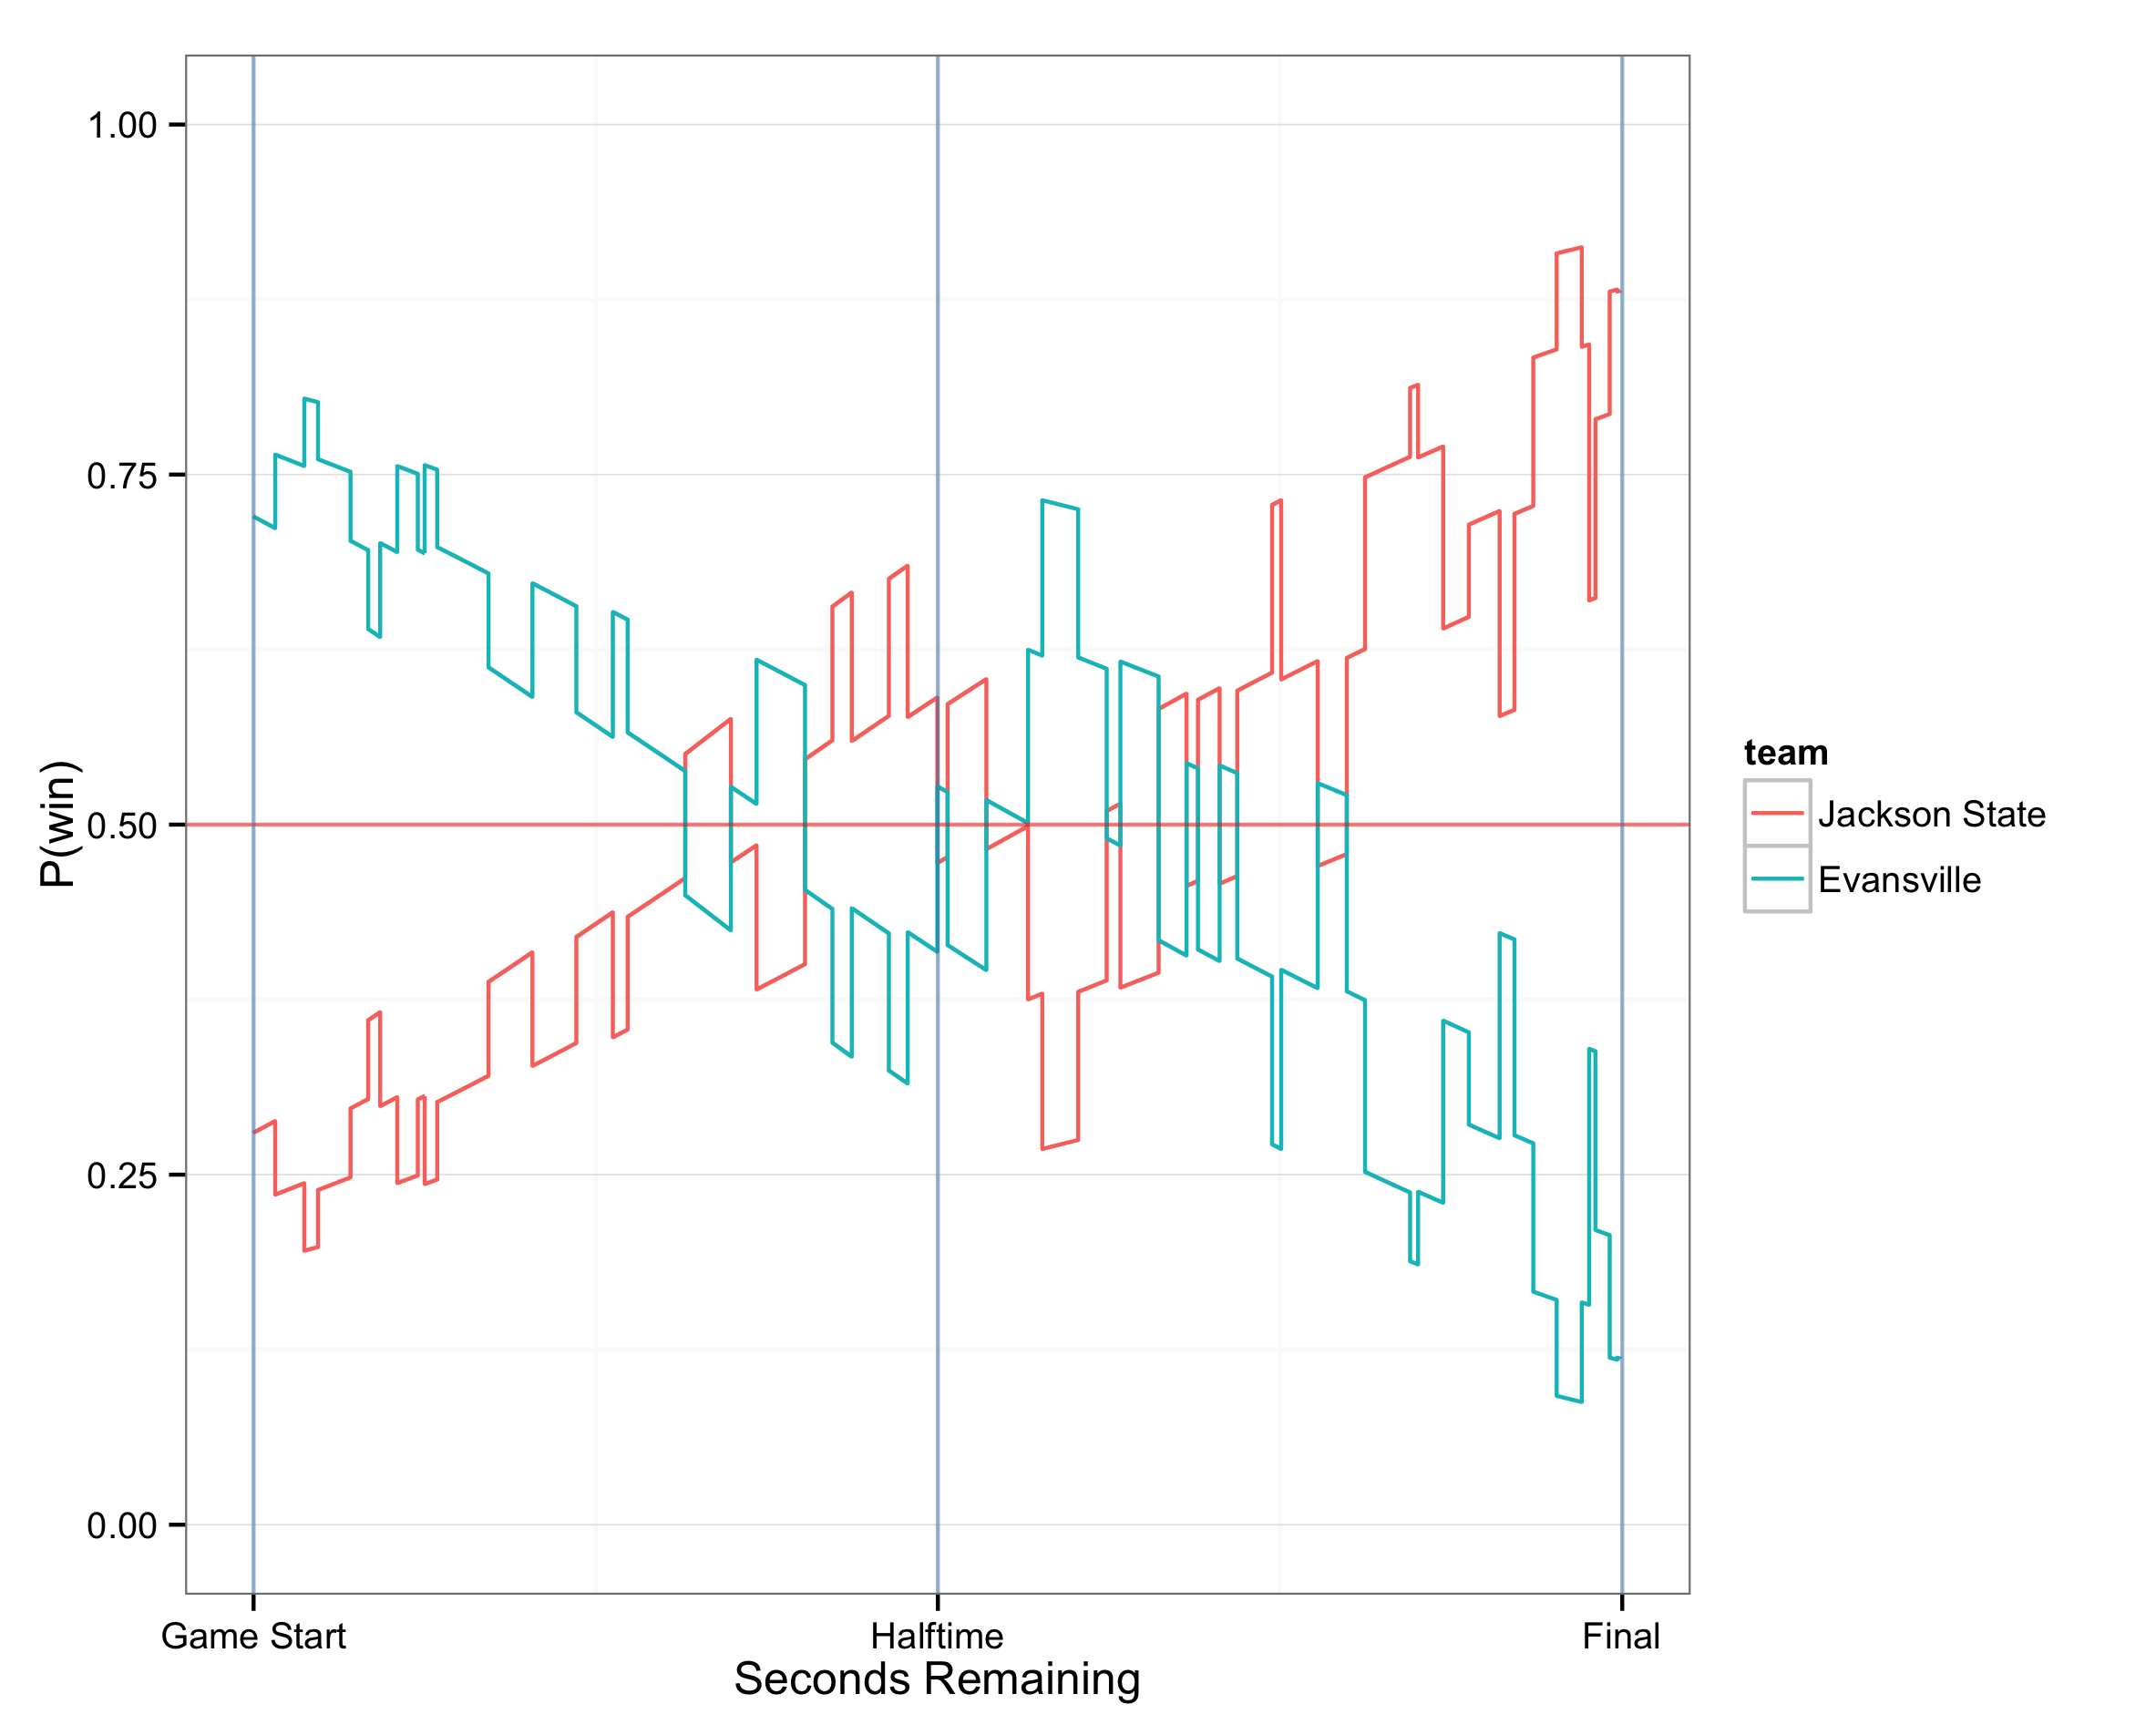 1.00
0.75
0.50
0.25
0.00
P(win)
Game Start
Halftime
Final
Seconds Remaining
team
Jackson State
Evansville